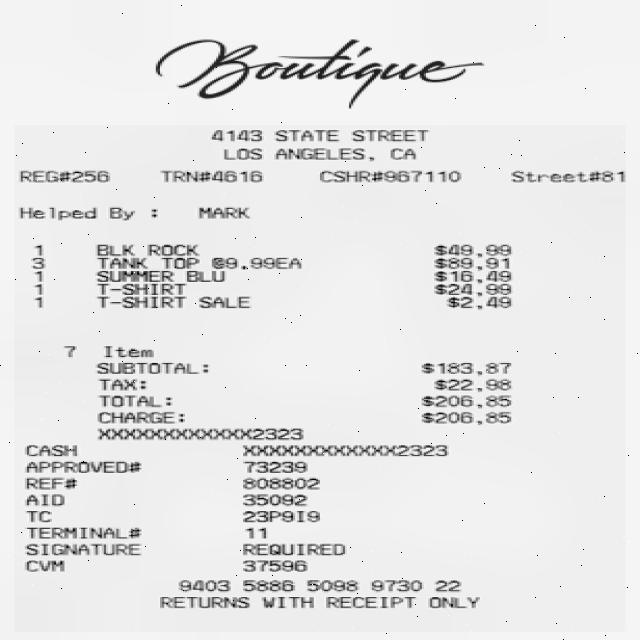 Boutique
4143 STATE STREET
LOS ANGELES, CA
REG#256 TRN#4616 CSHR#967110 Street#81
Helped By : MARK
1 BLK ROCK $49.99
3 TANK TOP @9.99EA $89.91
1 SUMMER BLU $16.49
1 T-SHIRT $24.99
1 T-SHIRT SALE $2.49
7 Item
SUBTOTAL: $183.87
TAX: $22.98
TOTAL: $206.85
CHARGE: $206.85
XXXXXXXXXXXX2323
CASH XXXXXXXXXXXX2323
APPROVED# 73239
REF# 808802
AID 35092
TC 23P9I9
TERMINAL# 11
SIGNATURE REQUIRED
CVM 37596
9403 5886 5098 9730 22
RETURNS WITH RECEIPT ONLY